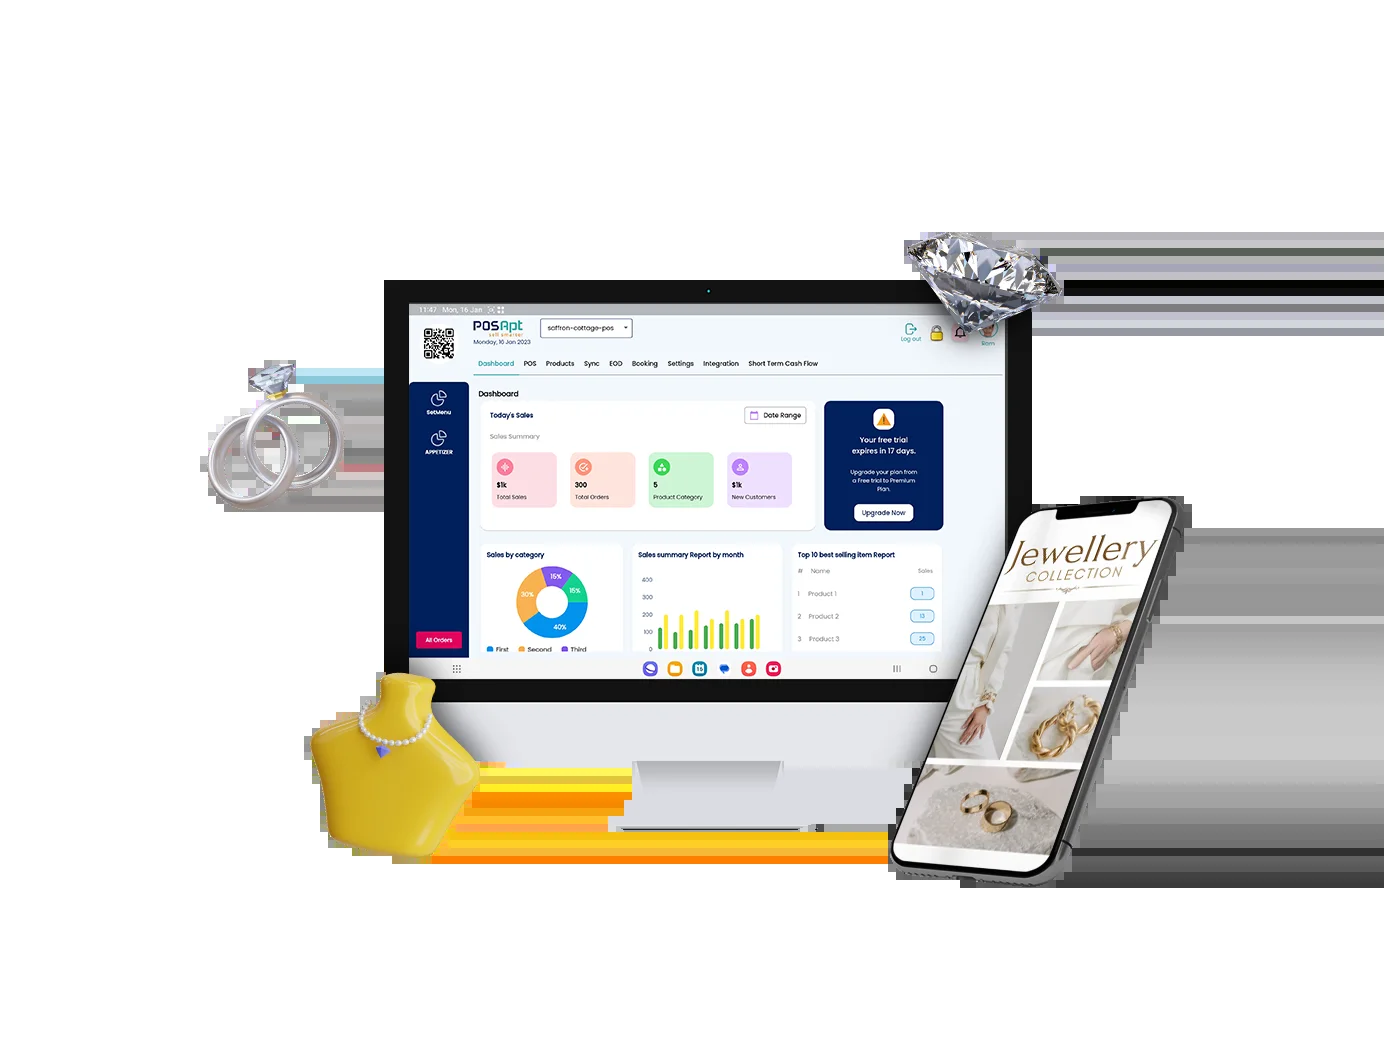 11:47 Mon, 16 Jan
POSApt
sell smarter
Monday, 16 Jan 2023
saffron-cottage-pos
Log out
Dashboard POS Products Sync EOD Booking Settings Integration Short Term Cash Flow
SetMenu
APPETIZER
All Orders
Dashboard
Today's Sales
Date Range
Sales Summary
$1k
Total Sales
300
Total Orders
5
Product Category
$1k
New Customers
Your free trial
expires in 17 days.
Upgrade your plan from
a Free trial to Premium
Plan.
Upgrade Now
Sales by category
15%
15%
30%
40%
First Second Third
Sales summary Report by month
400
300
200
100
0
Top 10 best selling item Report
# Name Sales
1 Product 1 1
2 Product 2 13
3 Product 3 25
Jewellery
COLLECTION